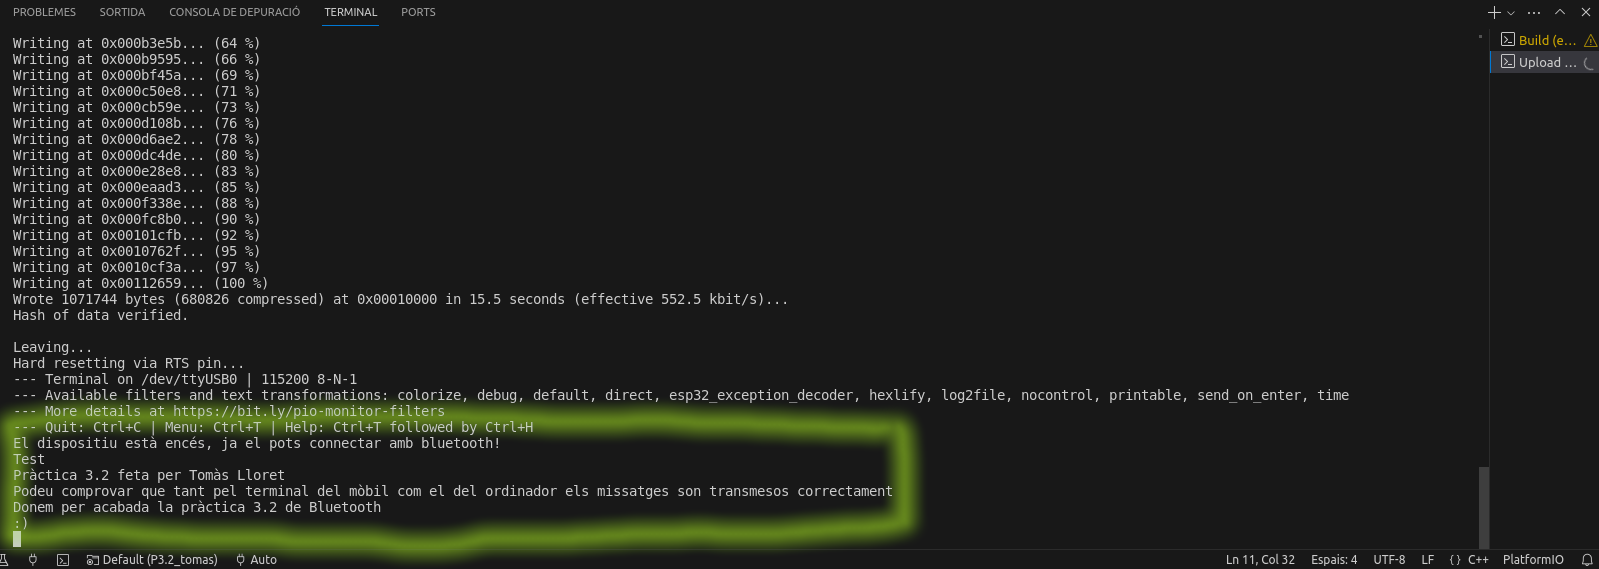 PROBLEMES SORTIDA CONSOLA DE DEPURACIÓ TERMINAL PORTS
Writing at 0x000b3e5b... (64 %)
Build (e...
Writing at 0x000b9595... (66 %)
Upload ...
Writing at 0x000bf45a... (69 %)
Writing at 0x000c50e8... (71 %)
Writing at 0x000cb59e... (73 %)
Writing at 0x000d108b... (76 %)
Writing at 0x000d6ae2... (78 %)
Writing at 0x000dc4de... (80 %)
Writing at 0x000e28e8... (83 %)
Writing at 0x000eaad3... (85 %)
Writing at 0x000f338e... (88 %)
Writing at 0x000fc8b0... (90 %)
Writing at 0x00101cfb... (92 %)
Writing at 0x0010762f... (95 %)
Writing at 0x0010cf3a... (97 %)
Writing at 0x00112659... (100 %)
Wrote 1071744 bytes (680826 compressed) at 0x00010000 in 15.5 seconds (effective 552.5 kbit/s)...
Hash of data verified.
Leaving...
Hard resetting via RTS pin...
--- Terminal on /dev/ttyUSB0 | 115200 8-N-1
--- Available filters and text transformations: colorize, debug, default, direct, esp32_exception_decoder, hexlify, log2file, nocontrol, printable, send_on_enter, time
--- More details at https://bit.ly/pio-monitor-filters
--- Quit: Ctrl+C | Menu: Ctrl+T | Help: Ctrl+T followed by Ctrl+H
El dispositiu està encés, ja el pots connectar amb bluetooth!
Test
Pràctica 3.2 feta per Tomàs Lloret
Podeu comprovar que tant pel terminal del mòbil com el del ordinador els missatges son transmesos correctament
Donem per acabada la pràctica 3.2 de Bluetooth
:)
Default (P3.2_tomas) Auto Ln 11, Col 32 Espais: 4 UTF-8 LF {} C++ PlatformIO